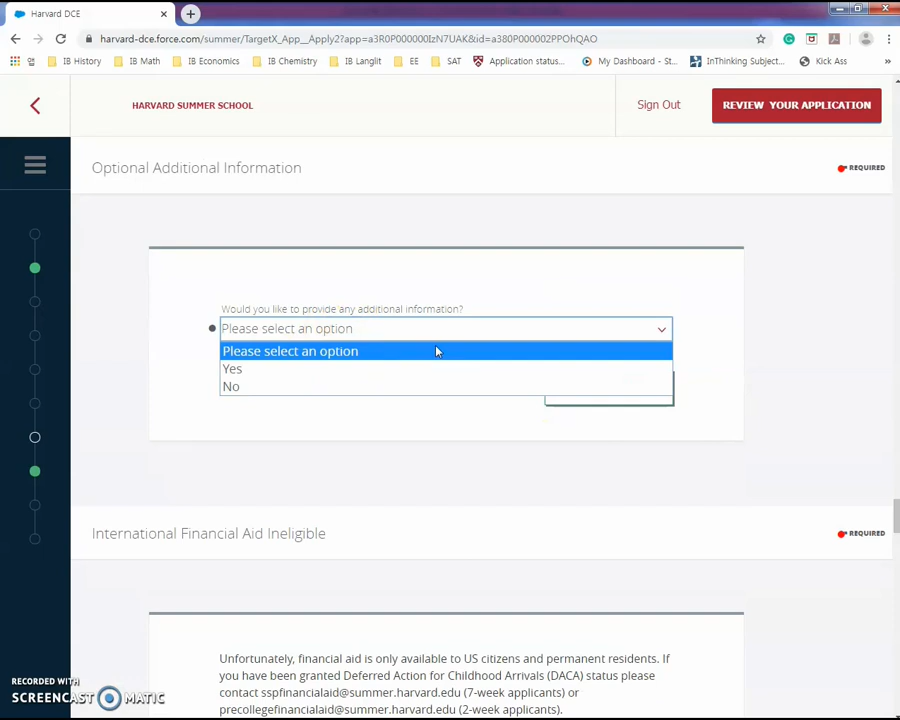 Harvard DCE
harvard-dce.force.com/summer/TargetX_App__Apply2?app=a3R0P000000IzN7UAK&id=a380P000002PPOhQAO
앱 IB History IB Math IB Economics IB Chemistry IB Langlit EE SAT Application status... My Dashboard - St... InThinking Subject... Kick Ass »
HARVARD SUMMER SCHOOL Sign Out REVIEW YOUR APPLICATION
Optional Additional Information REQUIRED
Would you like to provide any additional information?
Please select an option
Please select an option
Yes
No
International Financial Aid Ineligible REQUIRED
Unfortunately, financial aid is only available to US citizens and permanent residents. If
you have been granted Deferred Action for Childhood Arrivals (DACA) status please
contact sspfinancialaid@summer.harvard.edu (7-week applicants) or
precollegefinancialaid@summer.harvard.edu (2-week applicants).
RECORDED WITH
SCREENCAST MATIC